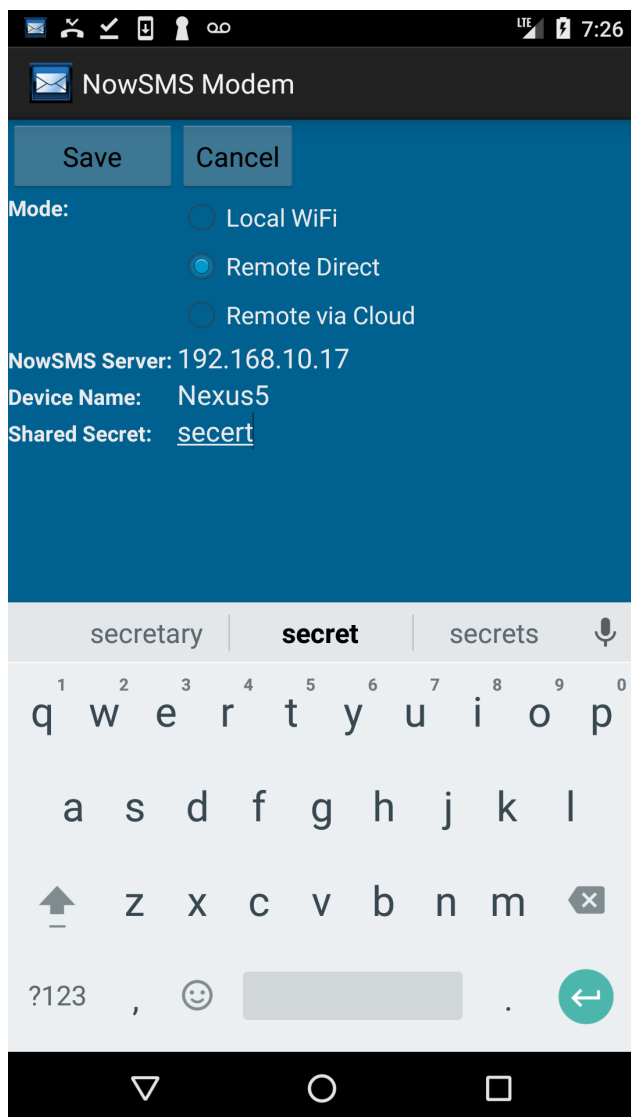 LTE 7:26
NowSMS Modem
Save Cancel
Mode: Local WiFi
Remote Direct
Remote via Cloud
NowSMS Server: 192.168.10.17
Device Name: Nexus5
Shared Secret: secert
secretary secret secrets
1 2 3 4 5 6 7 8 9 0
q w e r t y u i o p
a s d f g h j k l
z x c v b n m
?123 , .